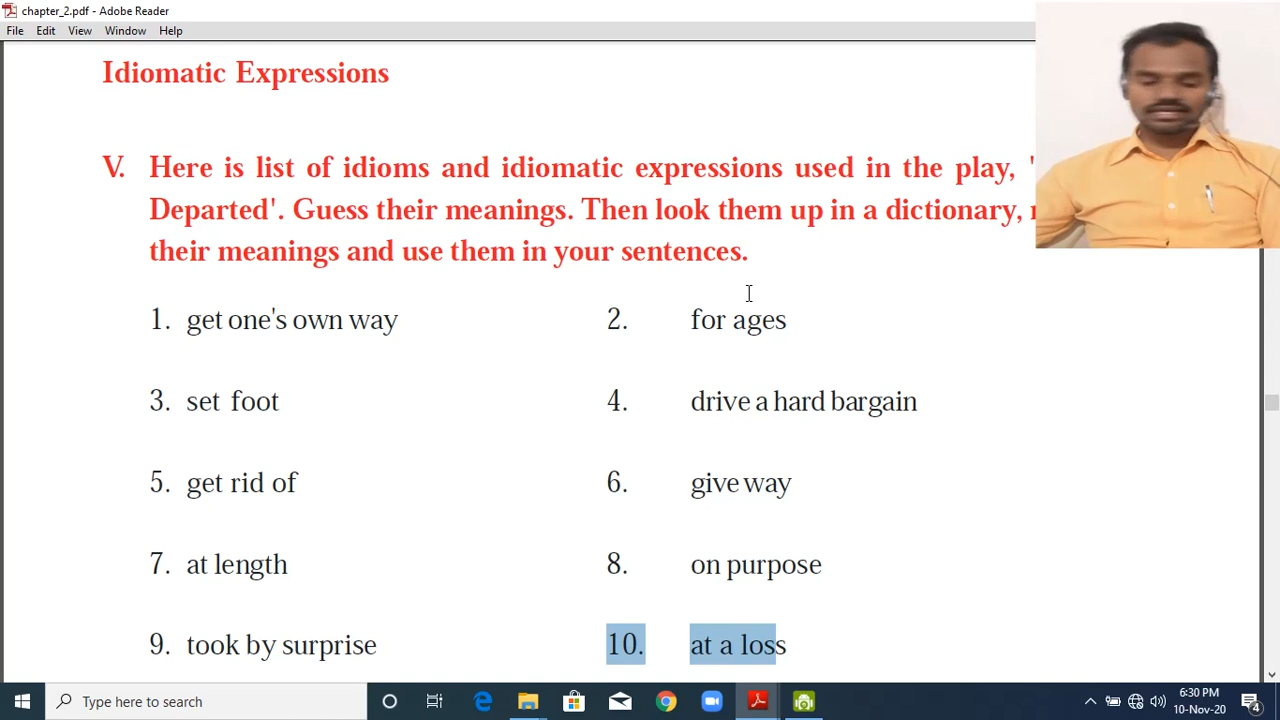 chapter_2.pdf - Adobe Reader
File Edit View Window Help
Idiomatic Expressions
V. Here is list of idioms and idiomatic expressions used in the play, '
Departed'. Guess their meanings. Then look them up in a dictionary,
their meanings and use them in your sentences.
1. get one's own way 2. for ages
3. set foot 4. drive a hard bargain
5. get rid of 6. give way
7. at length 8. on purpose
9. took by surprise 10. at a loss
Type here to search
6:30 PM
10-Nov-20
4